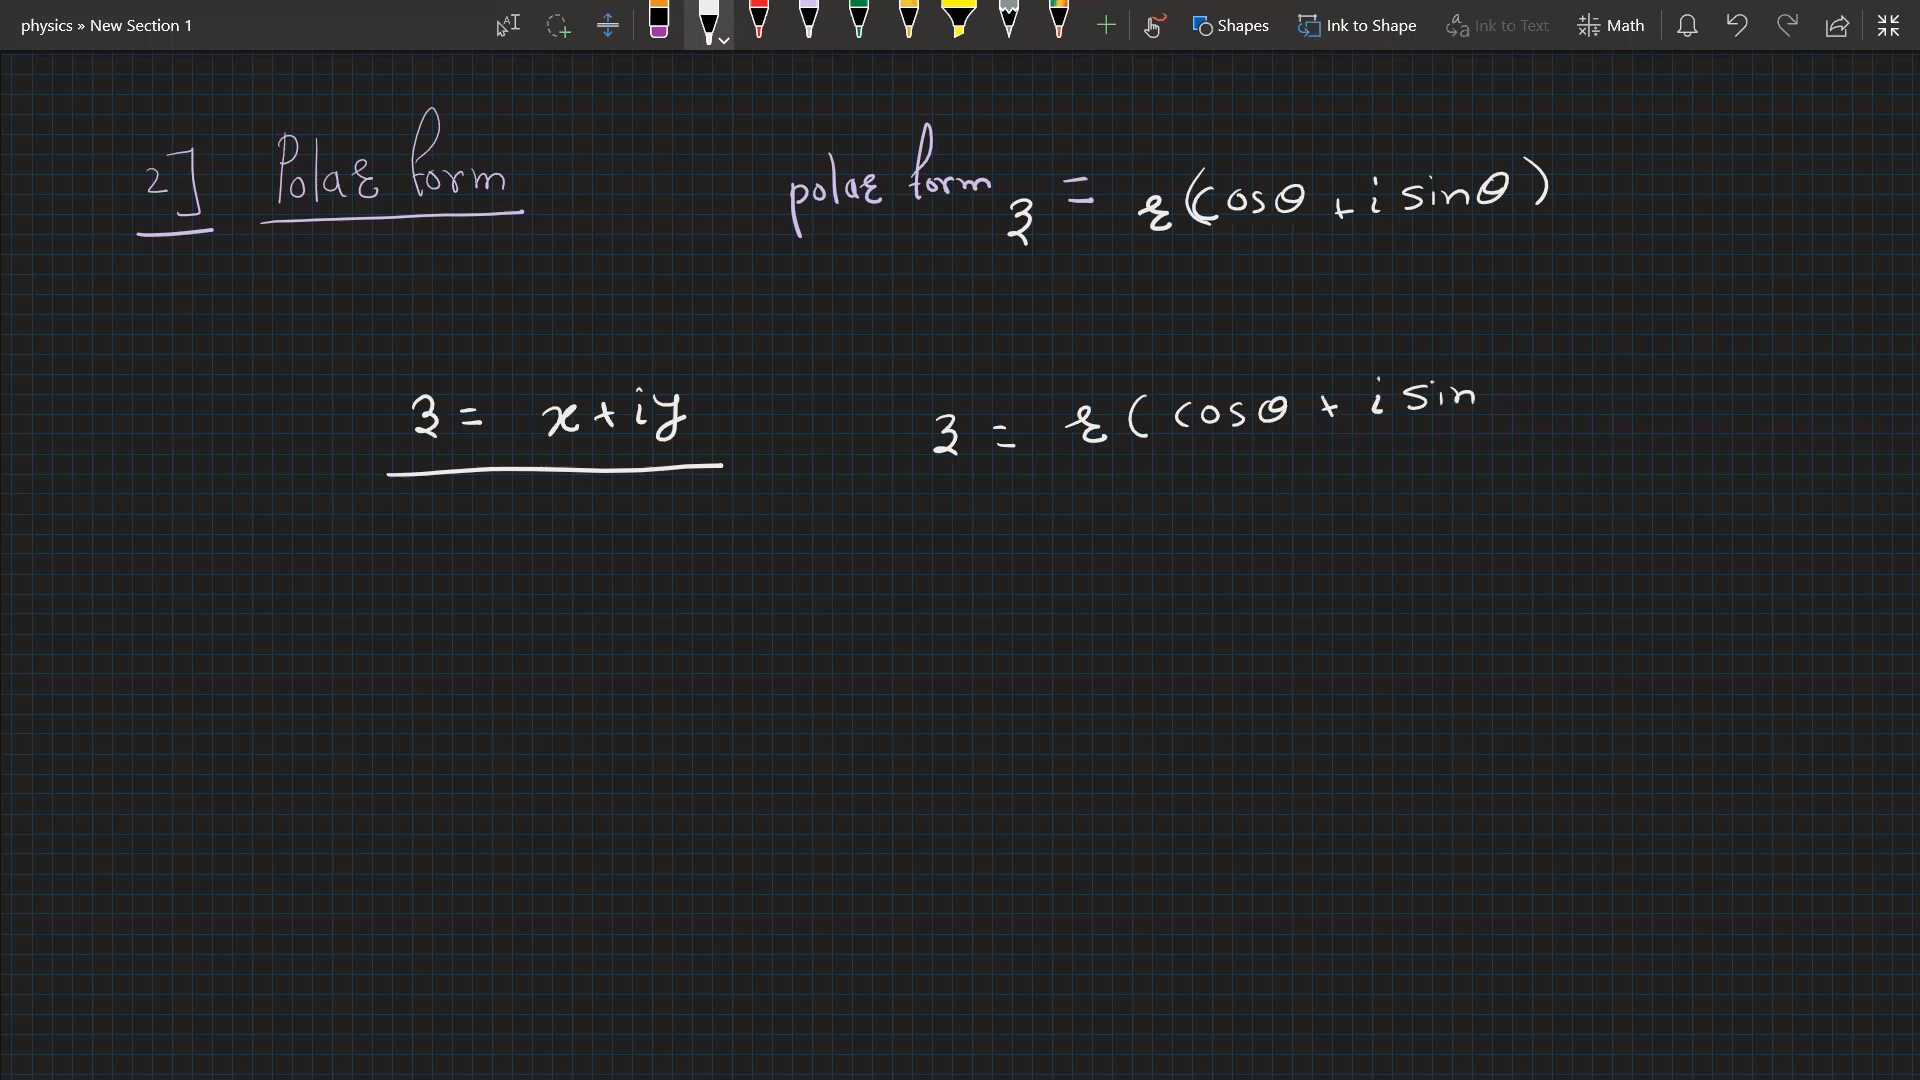 physics » New Section 1 Shapes Ink to Shape Ink to Text Math
2] Polar form polar form z = r(cosθ + i sinθ)
z = x + iy z = r ( cosθ + i sin